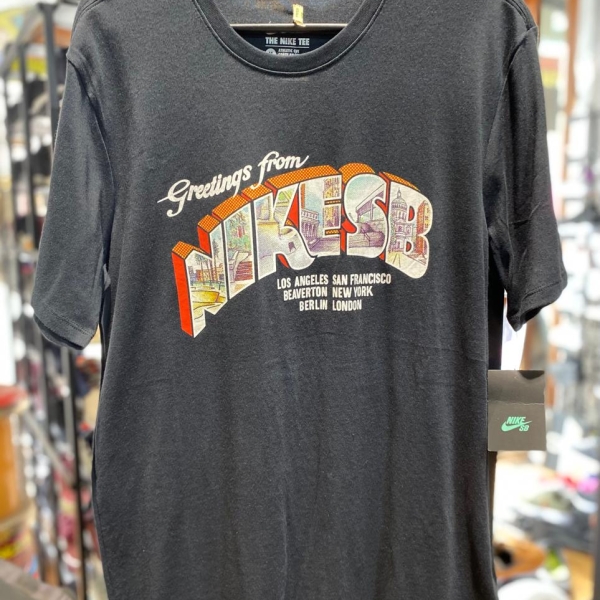 THE NIKE TEE
Greetings from
NIKESB
LOS ANGELES SAN FRANCISCO
BEAVERTON NEW YORK
BERLIN LONDON
NIKE
SB